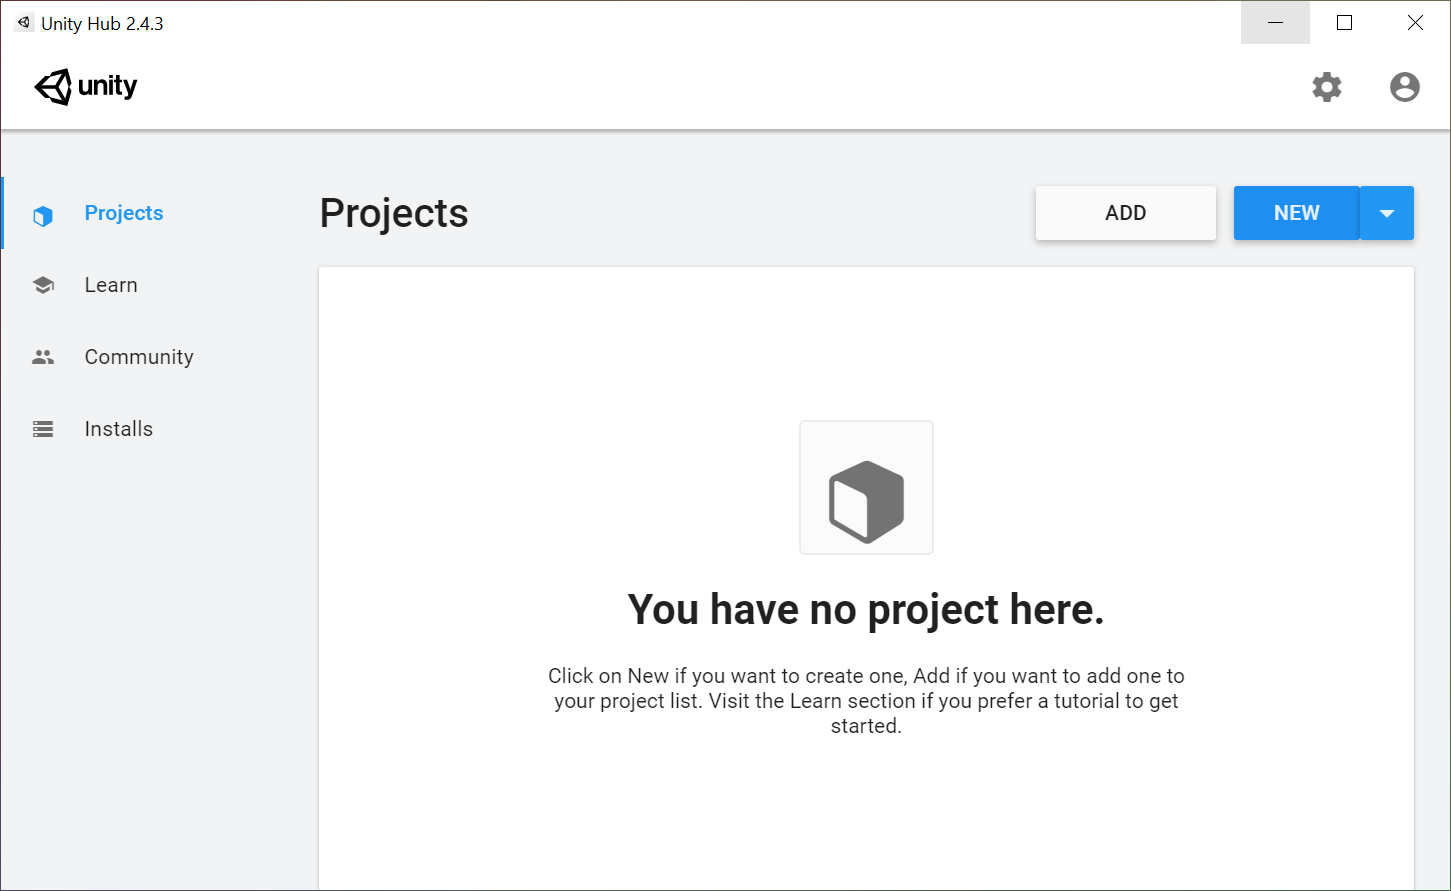 Unity Hub 2.4.3
unity
Projects
Learn
Community
Installs
Projects
ADD
NEW
You have no project here.
Click on New if you want to create one, Add if you want to add one to
your project list. Visit the Learn section if you prefer a tutorial to get
started.